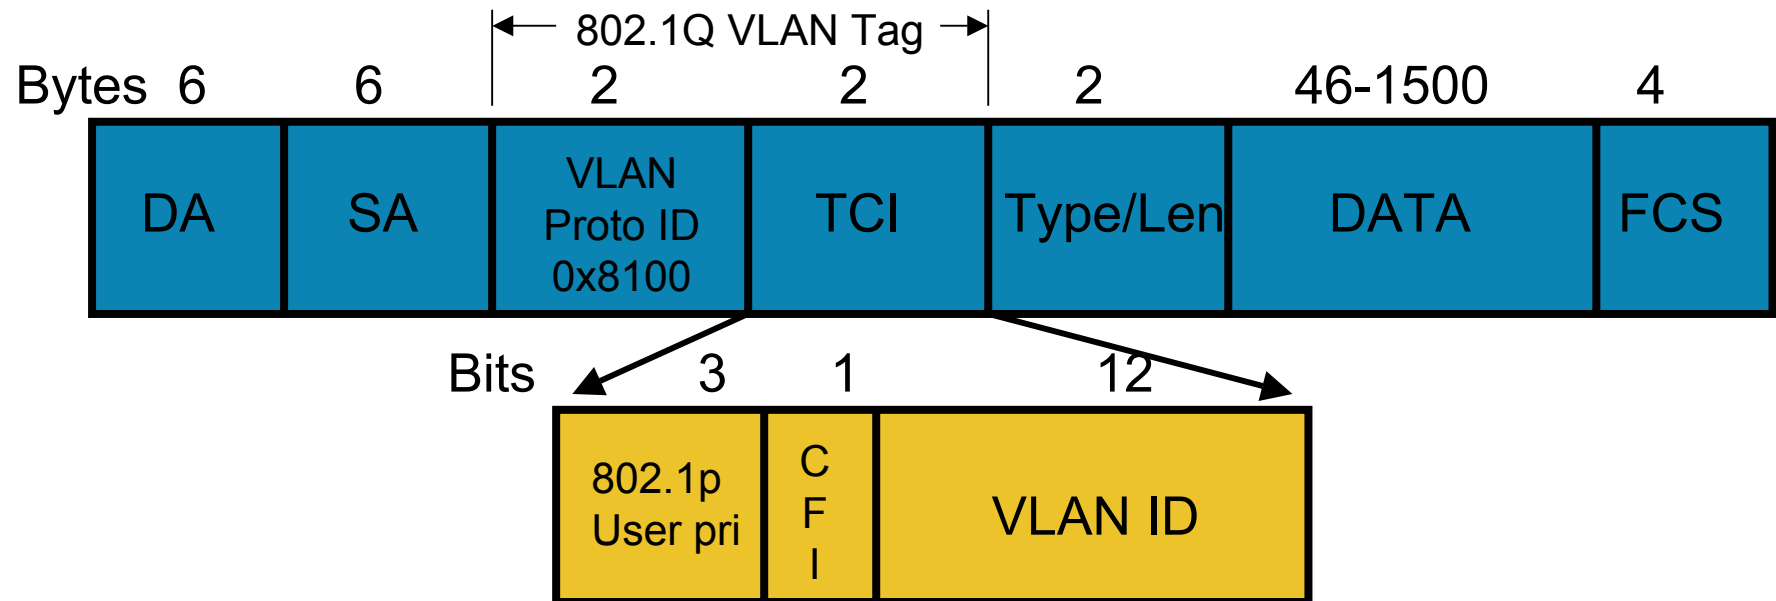 802.1Q VLAN Tag
Bytes 6 6 2 2 2 46-1500 4
DA
SA
VLAN
Proto ID
0x8100
TCI
Type/Len
DATA
FCS
Bits 3 1 12
802.1p
User pri
C
F
I
VLAN ID